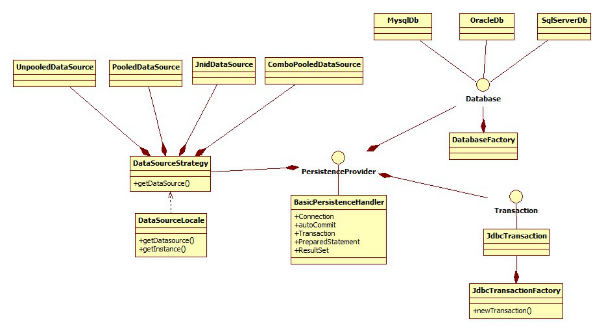 MysqlDb
OracleDb
SqlServerDb
UnpooledDataSource
PooledDataSource
JnidDataSource
ComboPooledDataSource
Database
DatabaseFactory
DataSourceStrategy
+getDataSource()
PersistenceProvider
DataSourceLocale
+getDatasource()
+getInstance()
BasicPersistenceHandler
+Connection
+autoCommit
+Transaction
+PreparedStatement
+ResultSet
Transaction
JdbcTransaction
JdbcTransactionFactory
+newTransaction()